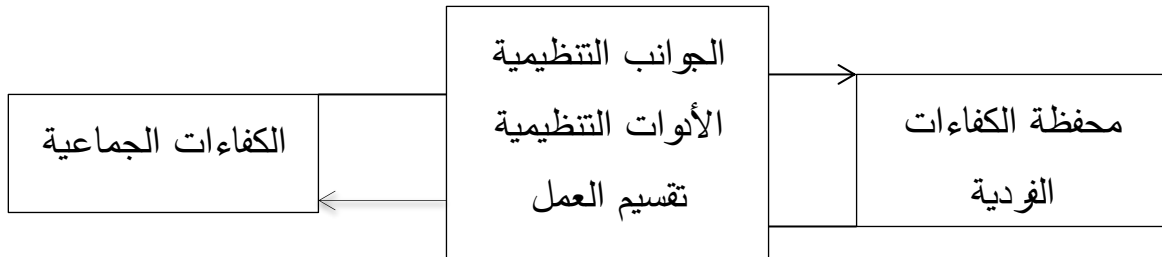 محفظة الكفاءات
الفردية
الجوانب التنظيمية
الأدوات التنظيمية
تقسيم العمل
الكفاءات الجماعية